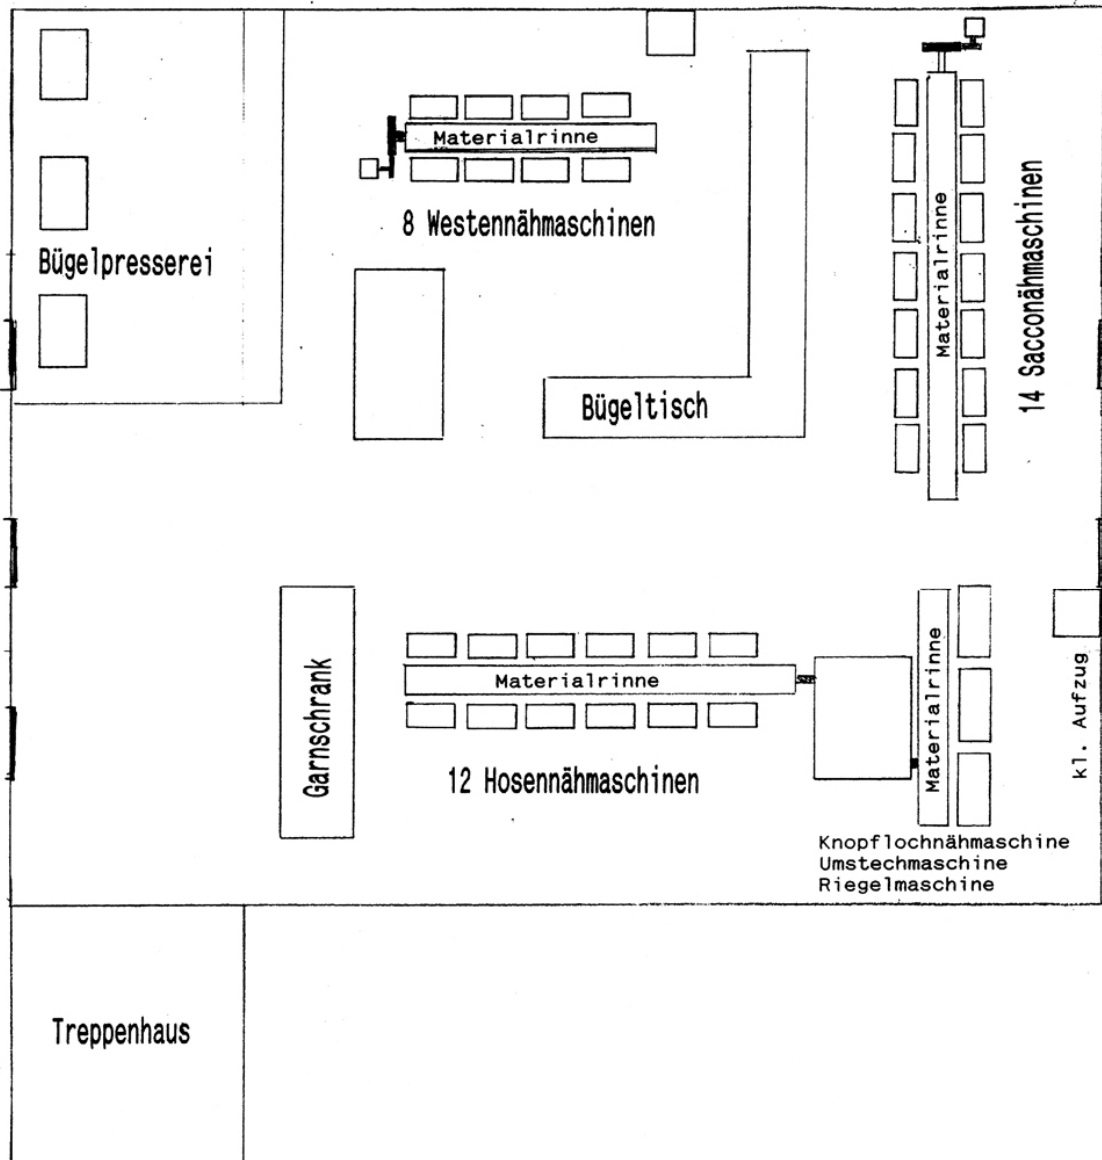 Materialrinne
8 Westennähmaschinen
Bügelpresserei
Materialrinne
14 Sacconähmaschinen
Bügeltisch
Garnschrank
Materialrinne
12 Hosennähmaschinen
Materialrinne
kl. Aufzug
Knopflochnähmaschine
Umstechmaschine
Riegelmaschine
Treppenhaus